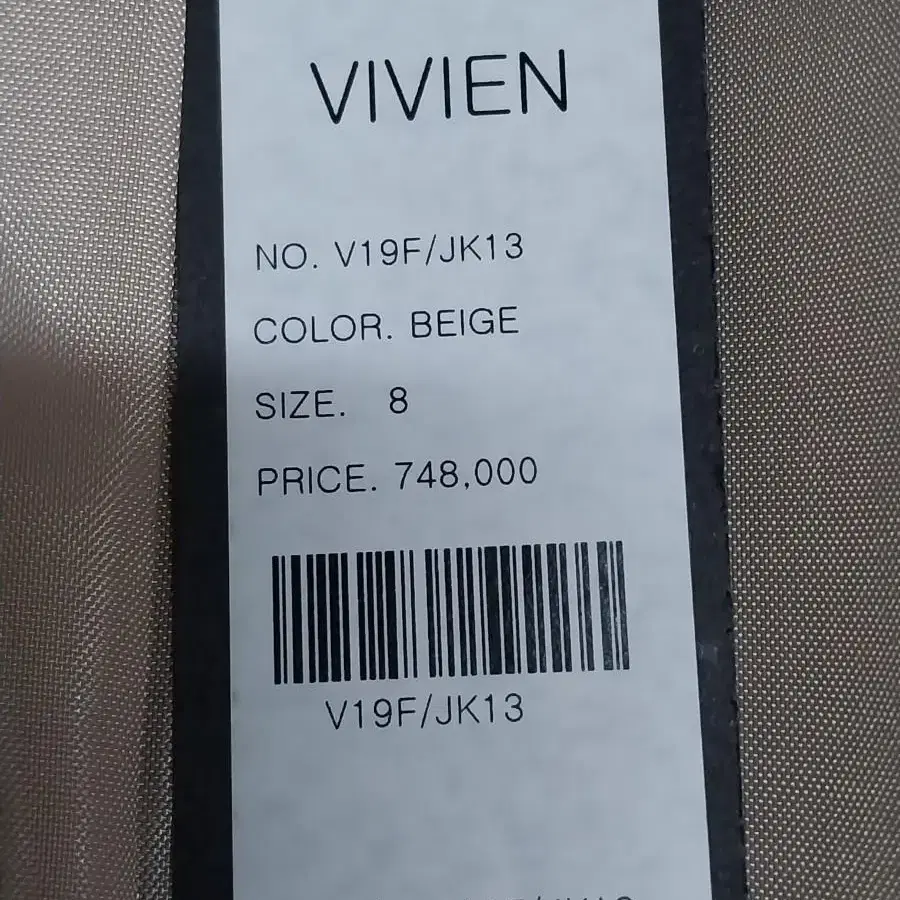 VIVIEN
NO. V19F/JK13
COLOR. BEIGE
SIZE. 8
PRICE. 748,000
V19F/JK13